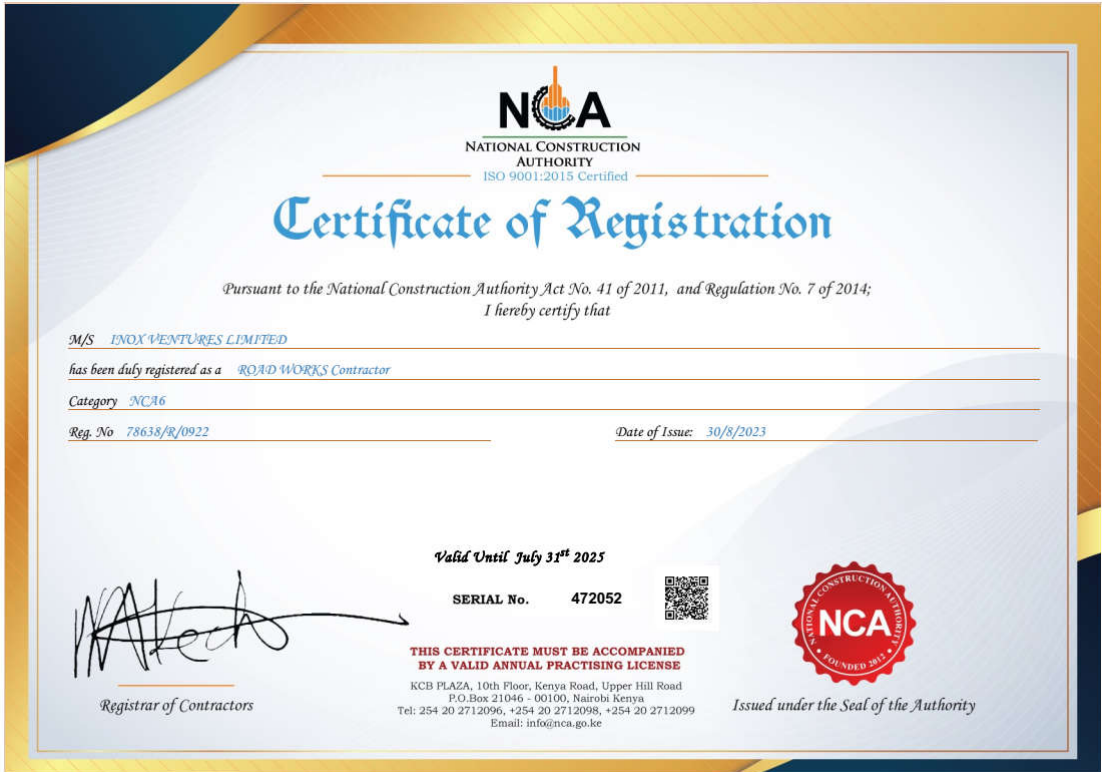 NCA
NATIONAL CONSTRUCTION
AUTHORITY
ISO 9001:2015 Certified
Certificate of Registration
Pursuant to the National Construction Authority Act No. 41 of 2011, and Regulation No. 7 of 2014;
I hereby certify that
M/S INOX VENTURES LIMITED
has been duly registered as a ROAD WORKS Contractor
Category NCA6
Reg. No 78638/R/0922 Date of Issue: 30/8/2023
Valid Until July 31st 2025
SERIAL No. 472052
THIS CERTIFICATE MUST BE ACCOMPANIED
BY A VALID ANNUAL PRACTISING LICENSE
KCB PLAZA, 10th Floor, Kenya Road, Upper Hill Road
P.O.Box 21046 - 00100, Nairobi Kenya
Tel: 254 20 2712096, +254 20 2712098, +254 20 2712099
Email: info@nca.go.ke
Registrar of Contractors
NATIONAL CONSTRUCTION AUTHORITY
NCA
FOUNDED 2012
Issued under the Seal of the Authority